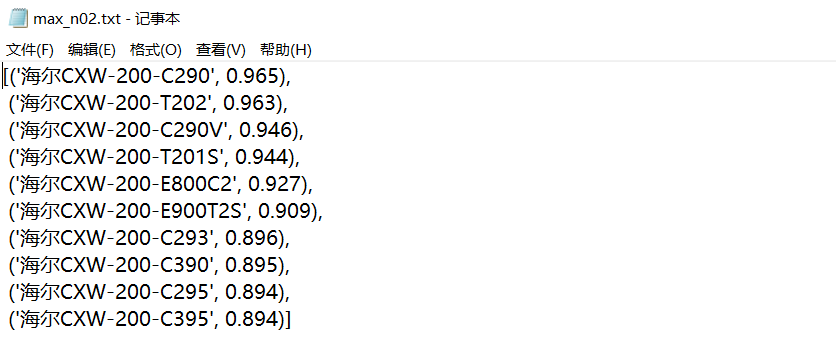 max_n02.txt - 记事本
文件(F) 编辑(E) 格式(O) 查看(V) 帮助(H)
[('海尔CXW-200-C290', 0.965),
('海尔CXW-200-T202', 0.963),
('海尔CXW-200-C290V', 0.946),
('海尔CXW-200-T201S', 0.944),
('海尔CXW-200-E800C2', 0.927),
('海尔CXW-200-E900T2S', 0.909),
('海尔CXW-200-C293', 0.896),
('海尔CXW-200-C390', 0.895),
('海尔CXW-200-C295', 0.894),
('海尔CXW-200-C395', 0.894)]